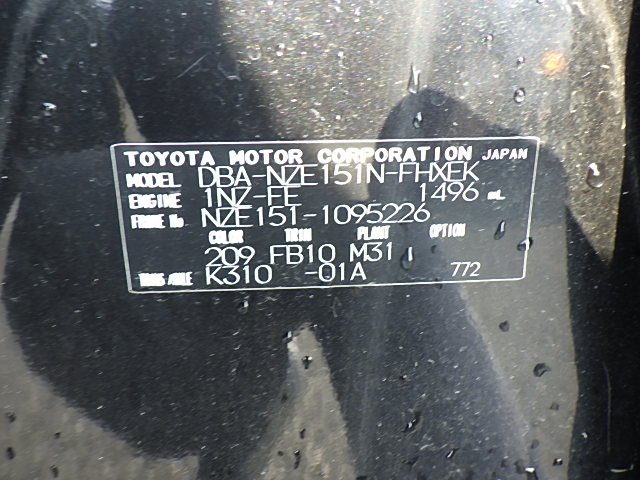 TOYOTA MOTOR CORPORATION JAPAN
MODEL DBA-NZE151N-FHXEK
ENGINE 1NZ-FE 1496 mL
FRAME No NZE151-1095226
COLOR TRIM PLANT OPTION
209 FB10 M31
TRANS AXLE K310 -01A 772